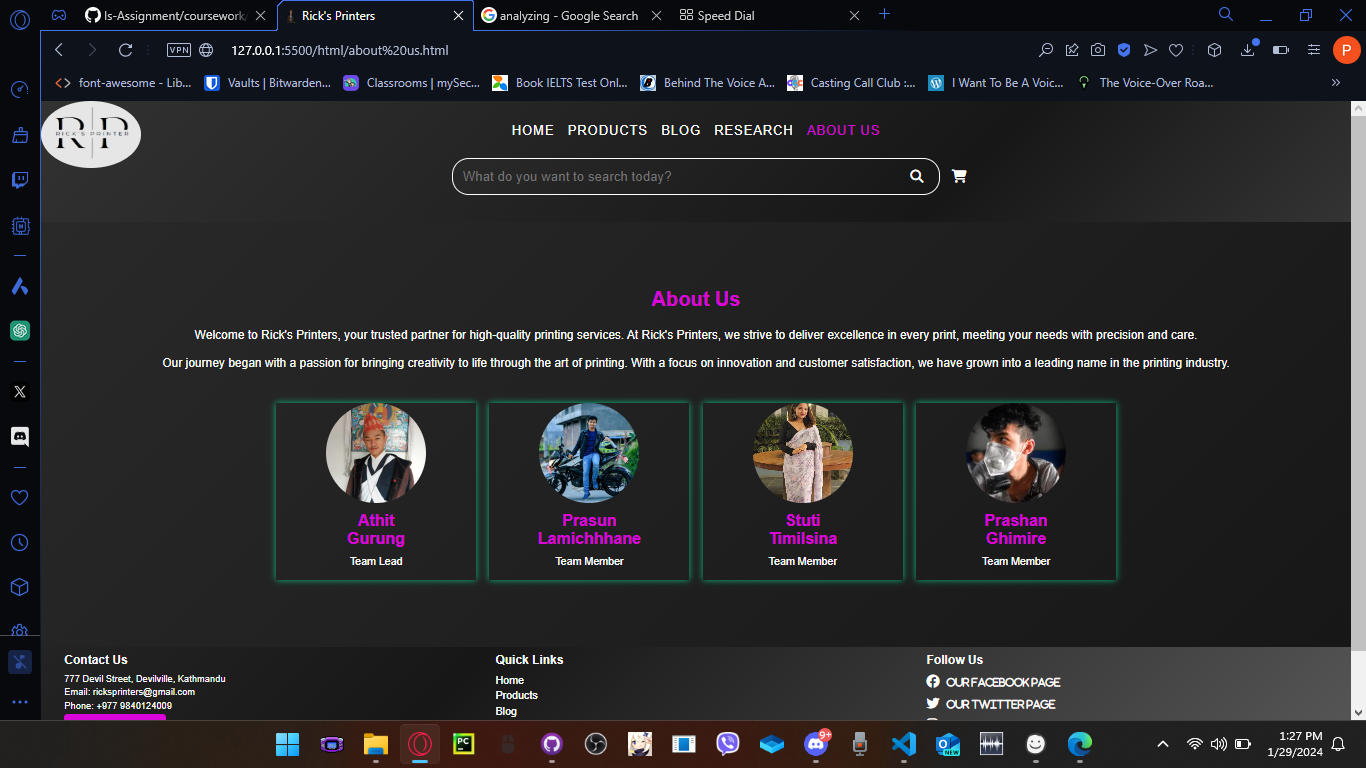 ls-Assignment/coursework/
Rick's Printers
analyzing - Google Search
Speed Dial
VPN
127.0.0.1:5500/html/about%20us.html
P
font-awesome - Lib...
Vaults | Bitwarden...
Classrooms | mySec...
Book IELTS Test Onl...
Behind The Voice A...
Casting Call Club :...
I Want To Be A Voic...
The Voice-Over Roa...
R P
RICK'S PRINTER
HOME PRODUCTS BLOG RESEARCH ABOUT US
What do you want to search today?
About Us
Welcome to Rick's Printers, your trusted partner for high-quality printing services. At Rick's Printers, we strive to deliver excellence in every print, meeting your needs with precision and care.
Our journey began with a passion for bringing creativity to life through the art of printing. With a focus on innovation and customer satisfaction, we have grown into a leading name in the printing industry.
Athit
Gurung
Team Lead
Prasun
Lamichhhane
Team Member
Stuti
Timilsina
Team Member
Prashan
Ghimire
Team Member
Contact Us
777 Devil Street, Devilville, Kathmandu
Email: ricksprinters@gmail.com
Phone: +977 9840124009
Quick Links
Home
Products
Blog
Follow Us
OUR FACEBOOK PAGE
OUR TWITTER PAGE
PC
9+
NEW
1:27 PM
1/29/2024